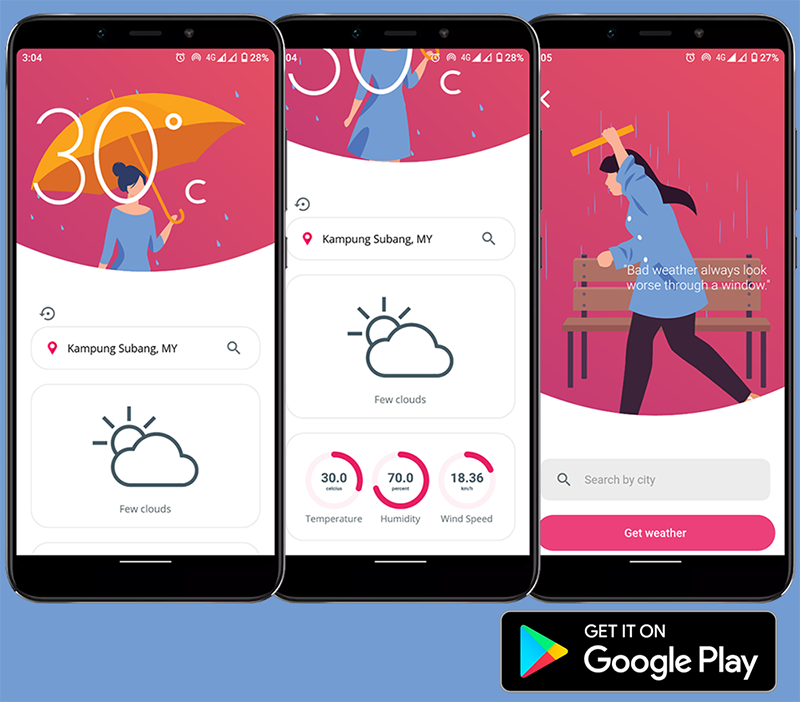 3:04
4G
28%
30°
C
Kampung Subang, MY
Few clouds
04
4G
28%
30
C
Kampung Subang, MY
Few clouds
30.0
celcius
Temperature
70.0
percent
Humidity
18.36
km/h
Wind Speed
05
4G
27%
"Bad weather always look
worse through a window."
Search by city
Get weather
GET IT ON
Google Play